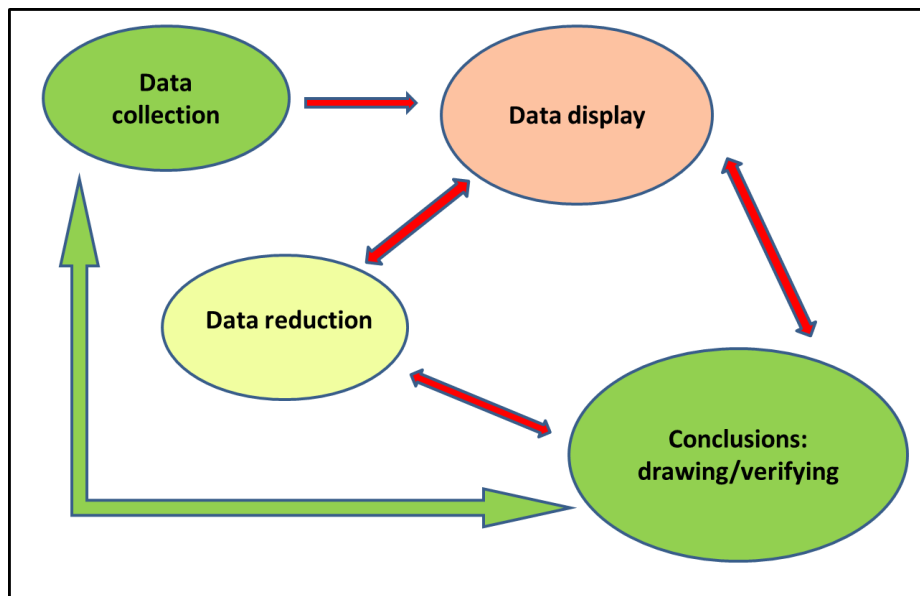 Data
collection
Data display
Data reduction
Conclusions:
drawing/verifying